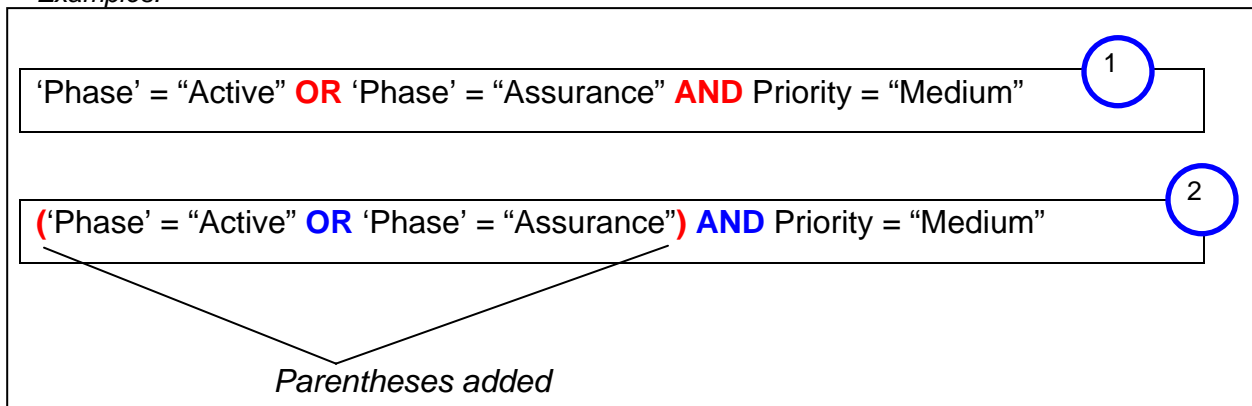 Examples:
1
‘Phase’ = “Active” OR ‘Phase’ = “Assurance” AND Priority = “Medium”
2
(‘Phase’ = “Active” OR ‘Phase’ = “Assurance”) AND Priority = “Medium”
Parentheses added